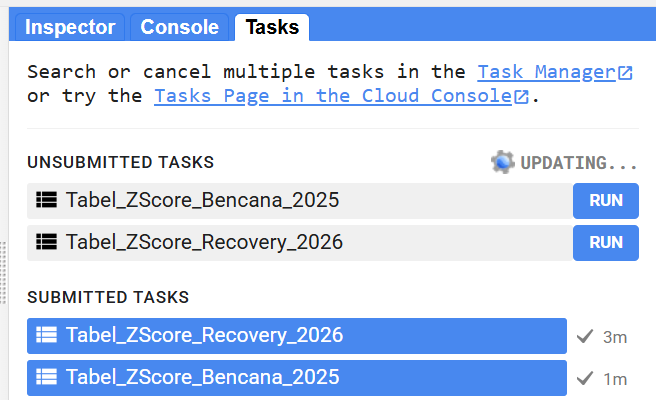 Inspector Console Tasks
Search or cancel multiple tasks in the Task Manager
or try the Tasks Page in the Cloud Console.
UNSUBMITTED TASKS UPDATING...
Tabel_ZScore_Bencana_2025 RUN
Tabel_ZScore_Recovery_2026 RUN
SUBMITTED TASKS
Tabel_ZScore_Recovery_2026 3m
Tabel_ZScore_Bencana_2025 1m